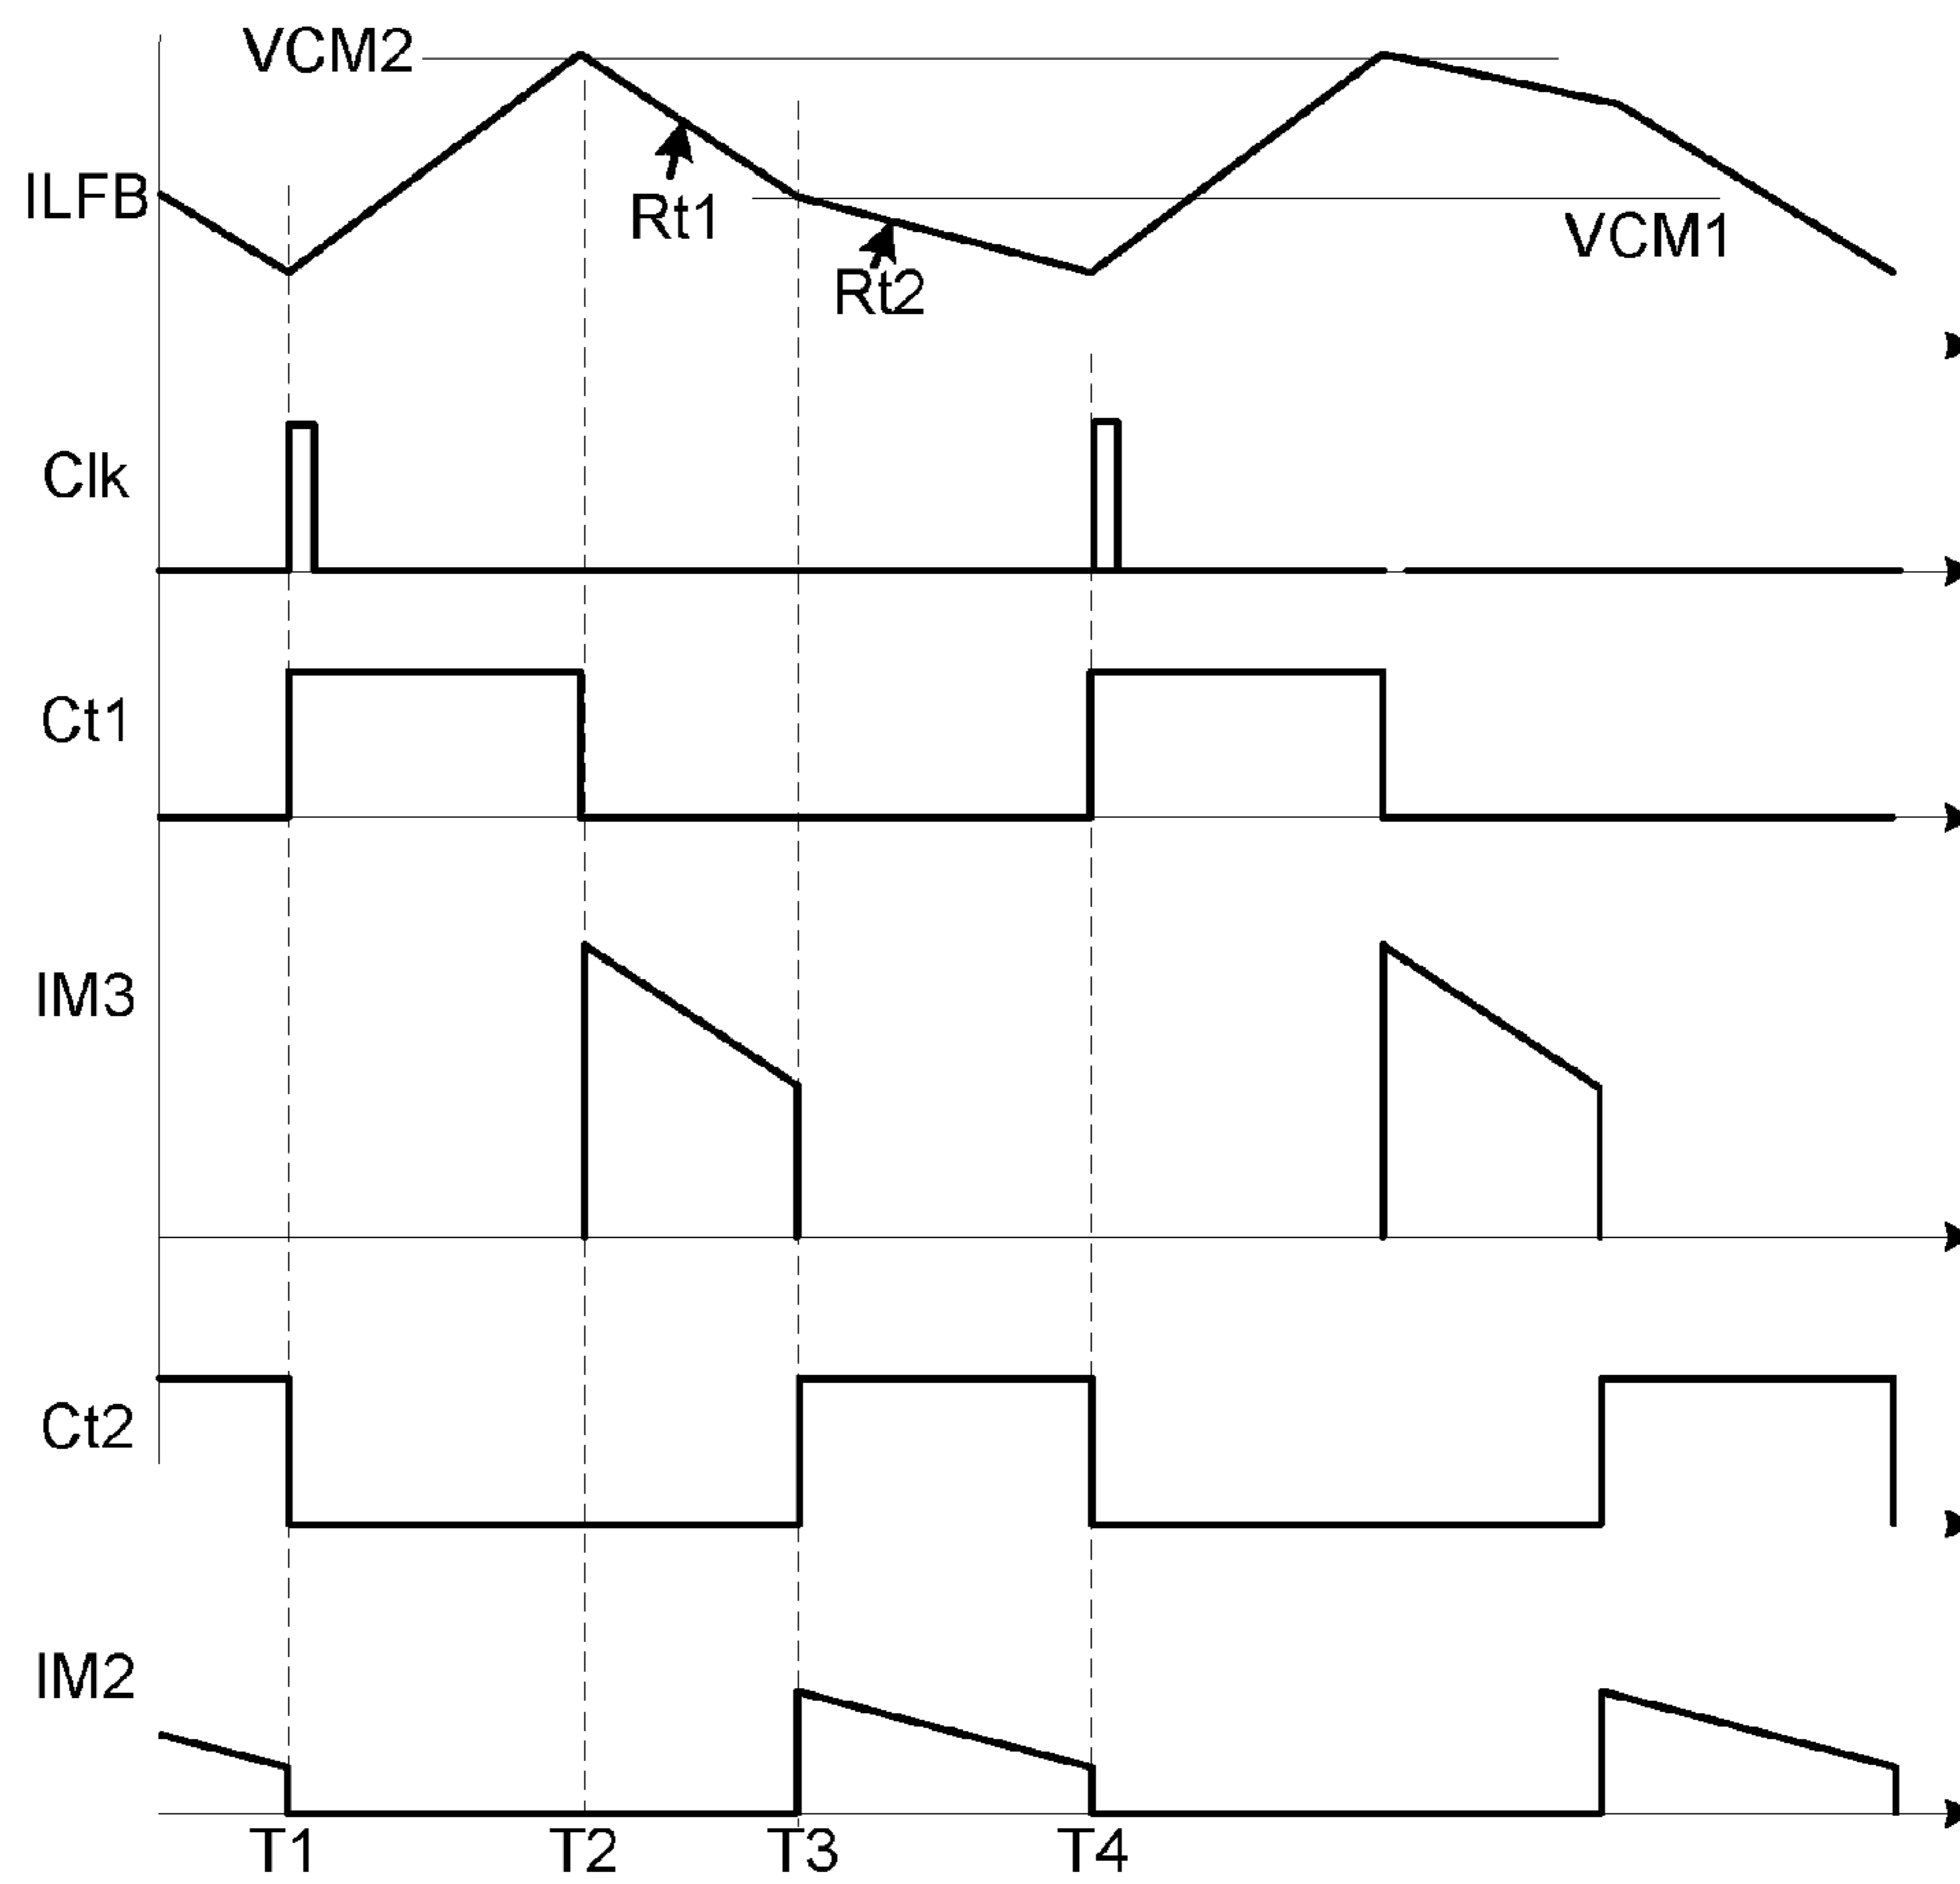 VCM2
ILFB
Rt1
VCM1
Rt2
Clk
Ct1
IM3
Ct2
IM2
T1 T2 T3 T4